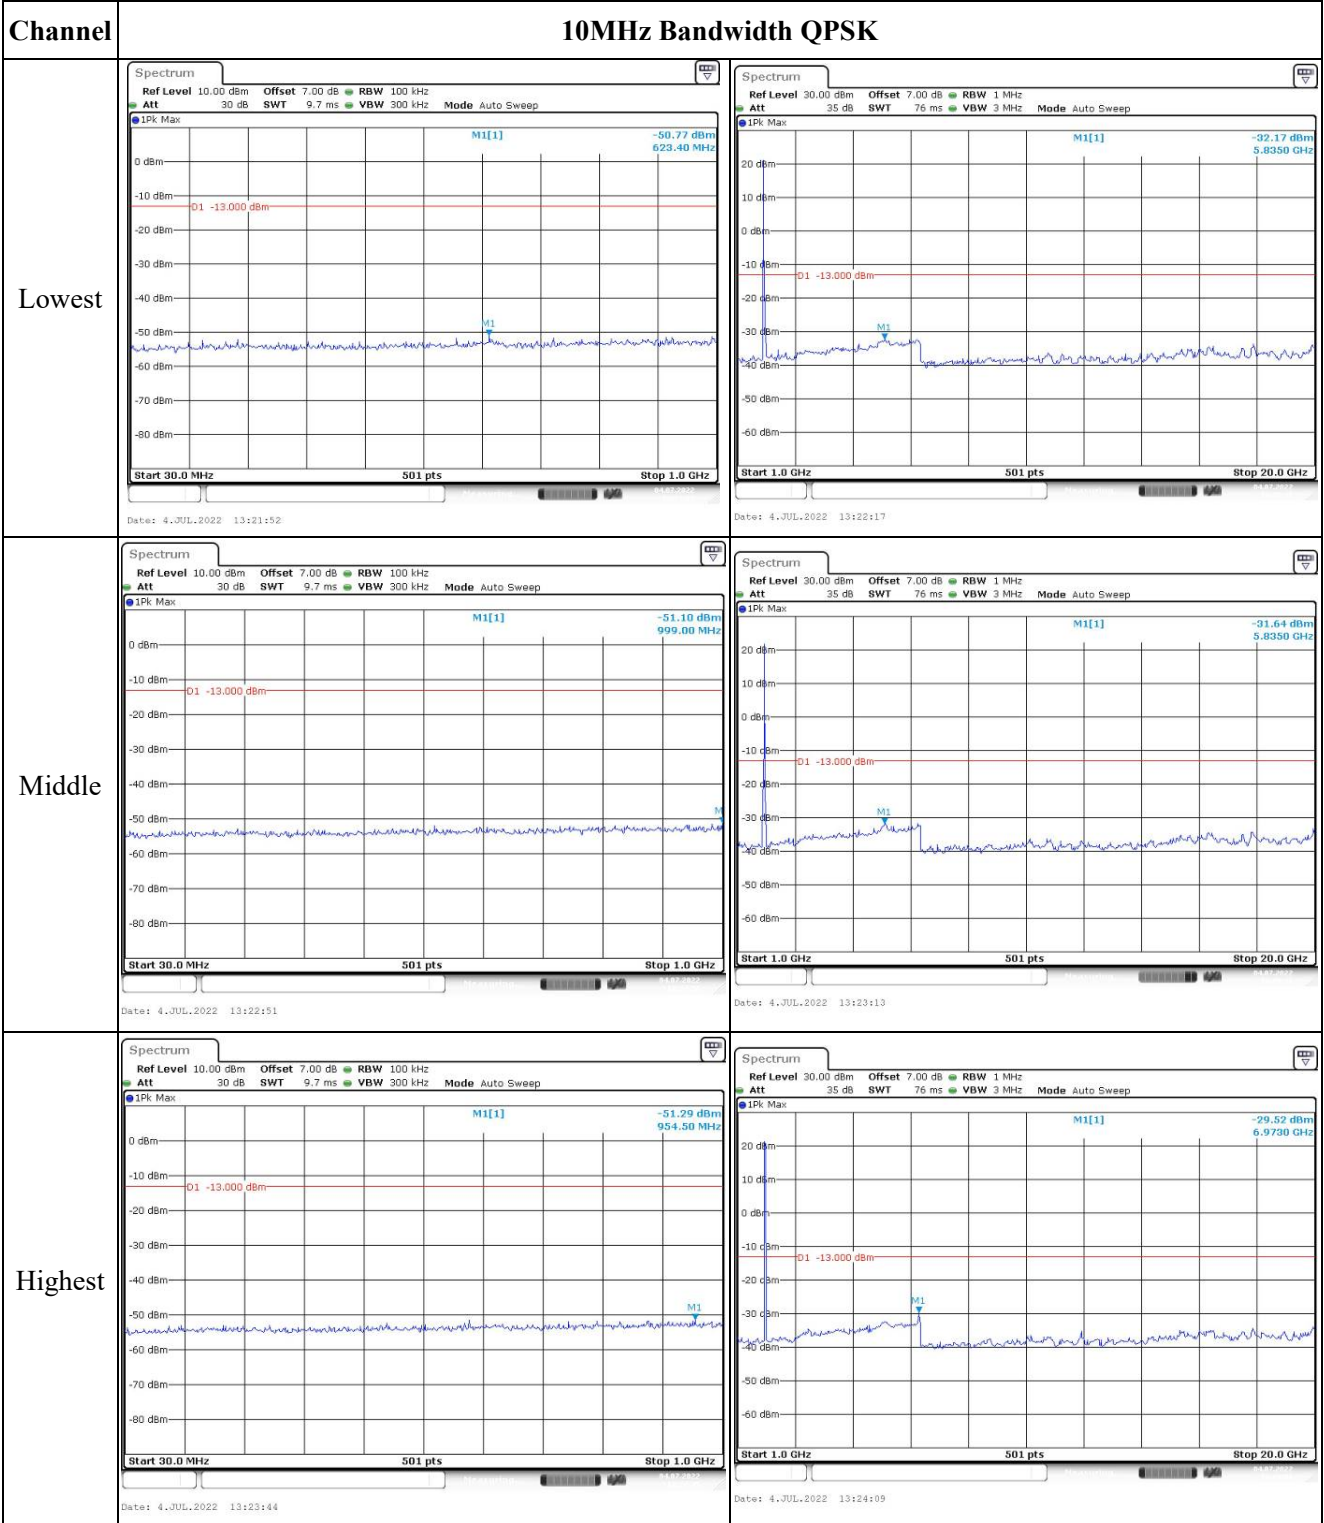 Channel 10MHz Bandwidth QPSK
Lowest
Spectrum
Ref Level 10.00 dBm Offset 7.00 dB RBW 100 kHz
Att 30 dB SWT 9.7 ms VBW 300 kHz Mode Auto Sweep
1Pk Max
M1[1] -50.77 dBm
623.40 MHz
0 dBm
-10 dBm
D1 -13.000 dBm
-20 dBm
-30 dBm
-40 dBm
M1
-50 dBm
-60 dBm
-70 dBm
-80 dBm
Start 30.0 MHz 501 pts Stop 1.0 GHz
Date: 4.JUL.2022 13:21:52
Spectrum
Ref Level 30.00 dBm Offset 7.00 dB RBW 1 MHz
Att 35 dB SWT 76 ms VBW 3 MHz Mode Auto Sweep
1Pk Max
M1[1] -32.17 dBm
5.8350 GHz
20 dBm
10 dBm
0 dBm
-10 dBm
D1 -13.000 dBm
-20 dBm
-30 dBm
M1
-40 dBm
-50 dBm
-60 dBm
Start 1.0 GHz 501 pts Stop 20.0 GHz
Date: 4.JUL.2022 13:22:17
Middle
Spectrum
Ref Level 10.00 dBm Offset 7.00 dB RBW 100 kHz
Att 30 dB SWT 9.7 ms VBW 300 kHz Mode Auto Sweep
1Pk Max
M1[1] -51.10 dBm
999.00 MHz
0 dBm
-10 dBm
D1 -13.000 dBm
-20 dBm
-30 dBm
-40 dBm
M
-50 dBm
-60 dBm
-70 dBm
-80 dBm
Start 30.0 MHz 501 pts Stop 1.0 GHz
Date: 4.JUL.2022 13:22:51
Spectrum
Ref Level 30.00 dBm Offset 7.00 dB RBW 1 MHz
Att 35 dB SWT 76 ms VBW 3 MHz Mode Auto Sweep
1Pk Max
M1[1] -31.64 dBm
5.8350 GHz
20 dBm
10 dBm
0 dBm
-10 dBm
D1 -13.000 dBm
-20 dBm
-30 dBm
M1
-40 dBm
-50 dBm
-60 dBm
Start 1.0 GHz 501 pts Stop 20.0 GHz
Date: 4.JUL.2022 13:23:13
Highest
Spectrum
Ref Level 10.00 dBm Offset 7.00 dB RBW 100 kHz
Att 30 dB SWT 9.7 ms VBW 300 kHz Mode Auto Sweep
1Pk Max
M1[1] -51.29 dBm
954.50 MHz
0 dBm
-10 dBm
D1 -13.000 dBm
-20 dBm
-30 dBm
-40 dBm
M1
-50 dBm
-60 dBm
-70 dBm
-80 dBm
Start 30.0 MHz 501 pts Stop 1.0 GHz
Date: 4.JUL.2022 13:23:44
Spectrum
Ref Level 30.00 dBm Offset 7.00 dB RBW 1 MHz
Att 35 dB SWT 76 ms VBW 3 MHz Mode Auto Sweep
1Pk Max
M1[1] -29.52 dBm
6.9730 GHz
20 dBm
10 dBm
0 dBm
-10 dBm
D1 -13.000 dBm
-20 dBm
-30 dBm
M1
-40 dBm
-50 dBm
-60 dBm
Start 1.0 GHz 501 pts Stop 20.0 GHz
Date: 4.JUL.2022 13:24:09